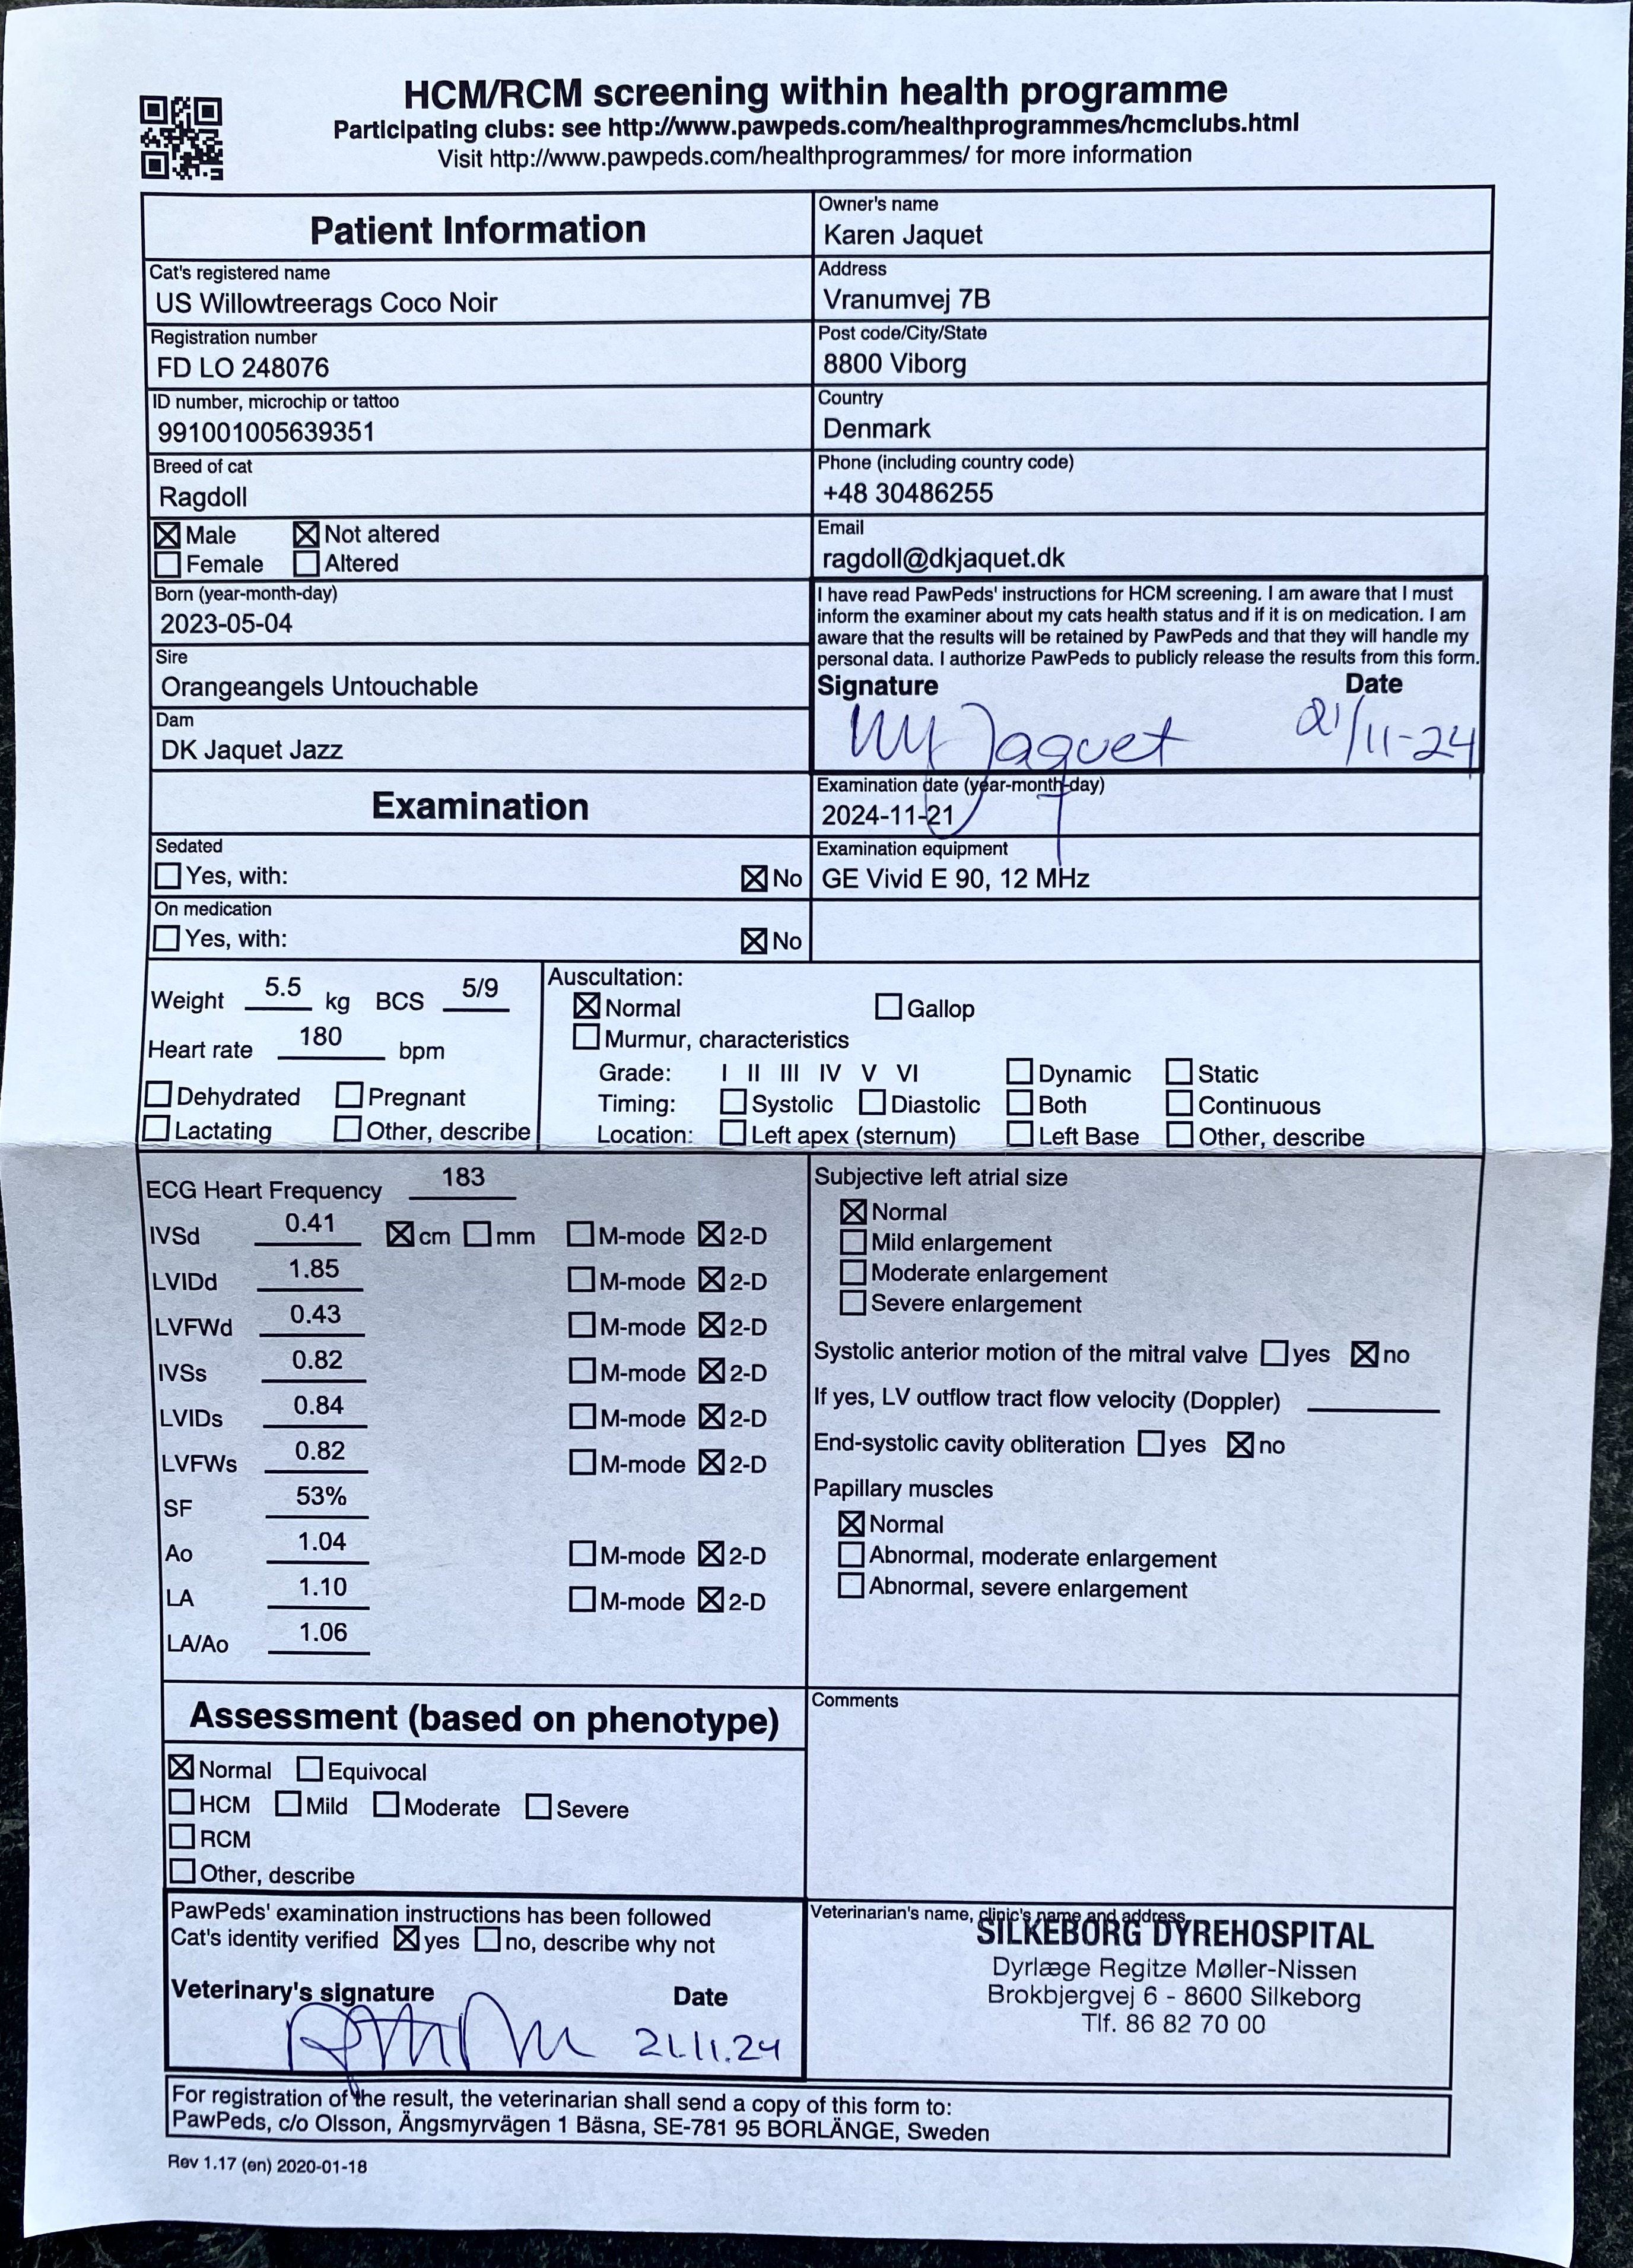 HCM/RCM screening within health programme
Participating clubs: see http://www.pawpeds.com/healthprogrammes/hcmclubs.html
Visit http://www.pawpeds.com/healthprogrammes/ for more information
Patient Information
Owner's name
Karen Jaquet
Cat's registered name
US Willowtreerags Coco Noir
Address
Vranumvej 7B
Registration number
FD LO 248076
Post code/City/State
8800 Viborg
ID number, microchip or tattoo
991001005639351
Country
Denmark
Breed of cat
Ragdoll
Phone (including country code)
+48 30486255
Male Not altered
Female Altered
Email
ragdoll@dkjaquet.dk
Born (year-month-day)
2023-05-04
Sire
Orangeangels Untouchable
Dam
DK Jaquet Jazz
I have read PawPeds' instructions for HCM screening. I am aware that I must
inform the examiner about my cats health status and if it is on medication. I am
aware that the results will be retained by PawPeds and that they will handle my
personal data. I authorize PawPeds to publicly release the results from this form.
Signature Date
Jaquet 21/11-24
Examination
Examination date (year-month-day)
2024-11-21
Sedated
Yes, with: No
Examination equipment
GE Vivid E 90, 12 MHz
On medication
Yes, with: No
Weight 5.5 kg BCS 5/9
Heart rate 180 bpm
Dehydrated Pregnant
Lactating Other, describe
Auscultation:
Normal Gallop
Murmur, characteristics
Grade: I II III IV V VI Dynamic Static
Timing: Systolic Diastolic Both Continuous
Location: Left apex (sternum) Left Base Other, describe
ECG Heart Frequency 183
IVSd 0.41 cm mm M-mode 2-D
LVIDd 1.85 M-mode 2-D
LVFWd 0.43 M-mode 2-D
IVSs 0.82 M-mode 2-D
LVIDs 0.84 M-mode 2-D
LVFWs 0.82 M-mode 2-D
SF 53%
Ao 1.04 M-mode 2-D
LA 1.10 M-mode 2-D
LA/Ao 1.06
Subjective left atrial size
Normal
Mild enlargement
Moderate enlargement
Severe enlargement
Systolic anterior motion of the mitral valve yes no
If yes, LV outflow tract flow velocity (Doppler)
End-systolic cavity obliteration yes no
Papillary muscles
Normal
Abnormal, moderate enlargement
Abnormal, severe enlargement
Assessment (based on phenotype)
Normal Equivocal
HCM Mild Moderate Severe
RCM
Other, describe
Comments
PawPeds' examination instructions has been followed
Cat's identity verified yes no, describe why not
Veterinary's signature Date
21.11.24
Veterinarian's name, clinic's name and address
SILKEBORG DYREHOSPITAL
Dyrlæge Regitze Møller-Nissen
Brokbjergvej 6 - 8600 Silkeborg
Tlf. 86 82 70 00
For registration of the result, the veterinarian shall send a copy of this form to:
PawPeds, c/o Olsson, Ängsmyrvägen 1 Bäsna, SE-781 95 BORLÄNGE, Sweden
Rev 1.17 (en) 2020-01-18